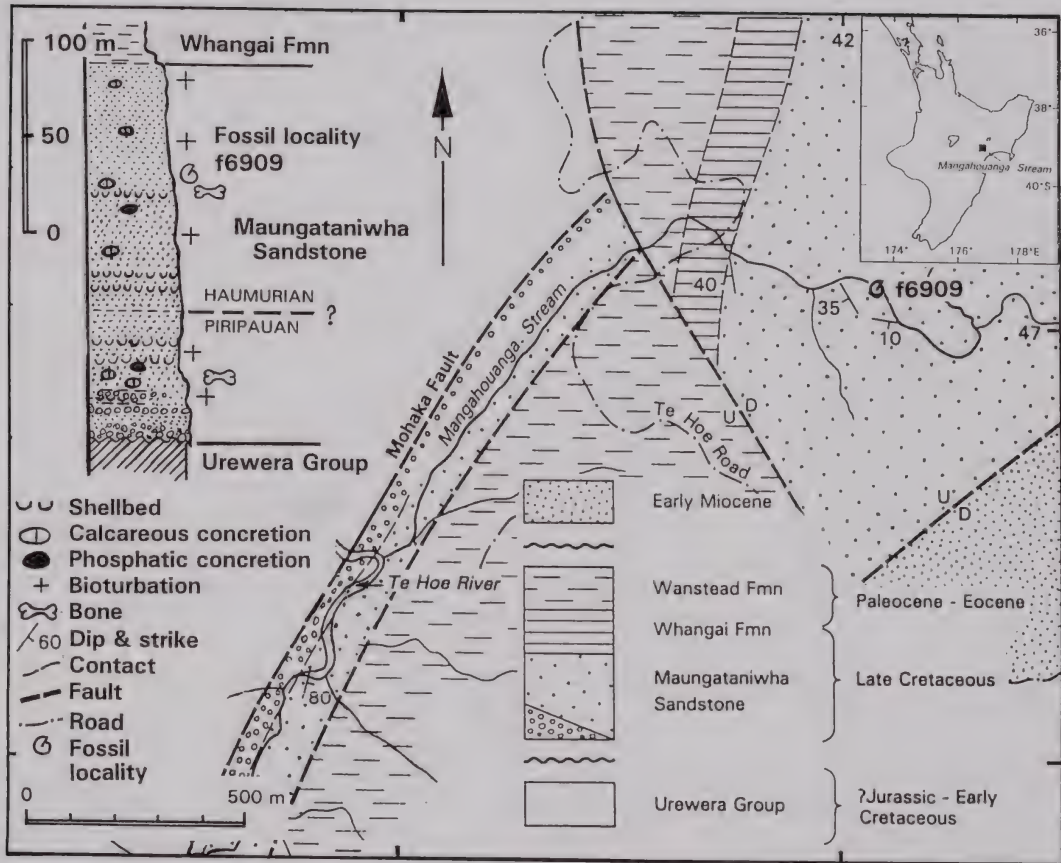 100 m
50
0
Whangai Fmn
Fossil locality
f6909
Maungataniwha
Sandstone
HAUMURIAN
PIRIPAUAN
?
Urewera Group
Shellbed
Calcareous concretion
Phosphatic concretion
Bioturbation
Bone
60 Dip & strike
Contact
Fault
Road
Fossil
locality
0 500 m
N
Mohaka Fault
Mangahouanga Stream
Te Hoe River
80
40
U D
Te Hoe Road
42
f6909
35
10
47
U
D
36°
38°
Mangahouanga Stream
40°S
174° 176° 178°E
Early Miocene
Wanstead Fmn
Whangai Fmn
Paleocene - Eocene
Maungataniwha
Sandstone
Late Cretaceous
Urewera Group
?Jurassic - Early
Cretaceous